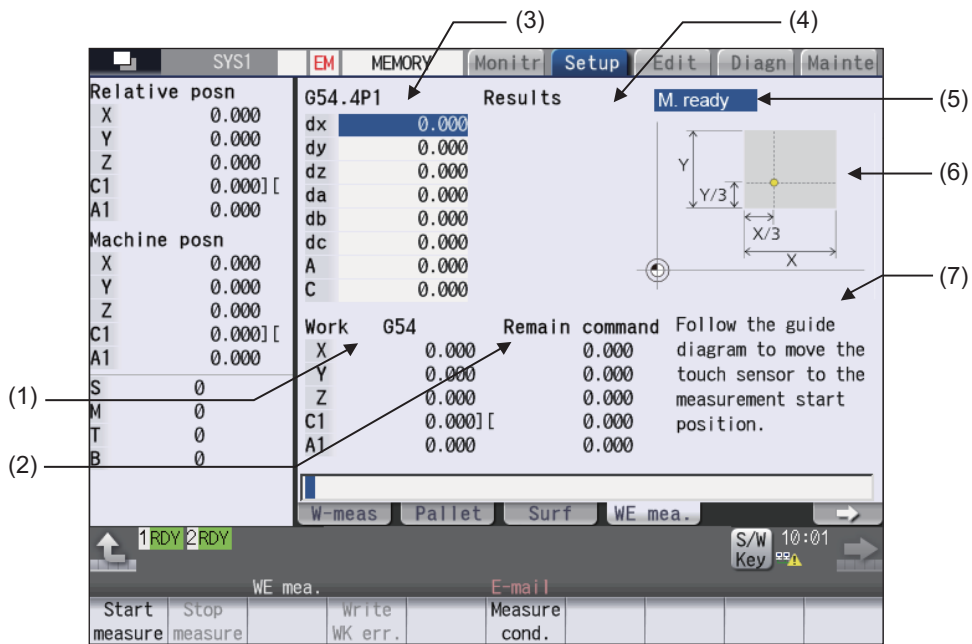 (3)
(4)
SYS1 EM MEMORY Monitr Setup Edit Diagn Mainte
Relative posn
X 0.000
Y 0.000
Z 0.000
C1 0.000][
A1 0.000
Machine posn
X 0.000
Y 0.000
Z 0.000
C1 0.000][
A1 0.000
S 0
M 0
T 0
B 0
(1)
(2)
G54.4P1 Results
dx 0.000
dy 0.000
dz 0.000
da 0.000
db 0.000
dc 0.000
A 0.000
C 0.000
M. ready
(5)
Y
Y/3
X/3
X
(6)
(7)
Work G54 Remain command
X 0.000 0.000
Y 0.000 0.000
Z 0.000 0.000
C1 0.000][ 0.000
A1 0.000 0.000
Follow the guide
diagram to move the
touch sensor to the
measurement start
position.
W-meas Pallet Surf WE mea.
1 RDY 2 RDY
S/W
Key
10:01
WE mea. E-mail
Start
measure
Stop
measure
Write
WK err.
Measure
cond.